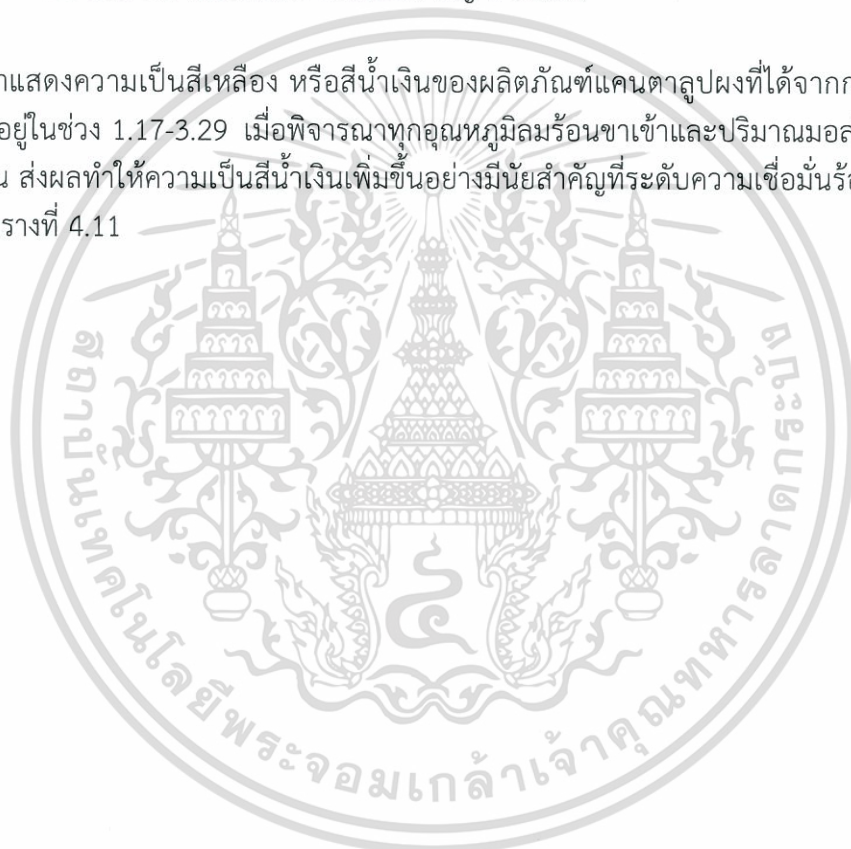 าแสดงความเป็นสีเหลือง หรือสีน้ำเงินของผลิตภัณฑ์แคนตาลูปผงที่ได้จากก
อยู่ในช่วง 1.17-3.29 เมื่อพิจารณาทุกอุณหภูมิลมร้อนขาเข้าและปริมาณมอล
น ส่งผลทำให้ความเป็นสีน้ำเงินเพิ่มขึ้นอย่างมีนัยสำคัญที่ระดับความเชื่อมั่นร้อ
รางที่ 4.11
สถาบันเทคโนโลยีพระจอมเกล้าเจ้าคุณทหารลาดกระบัง